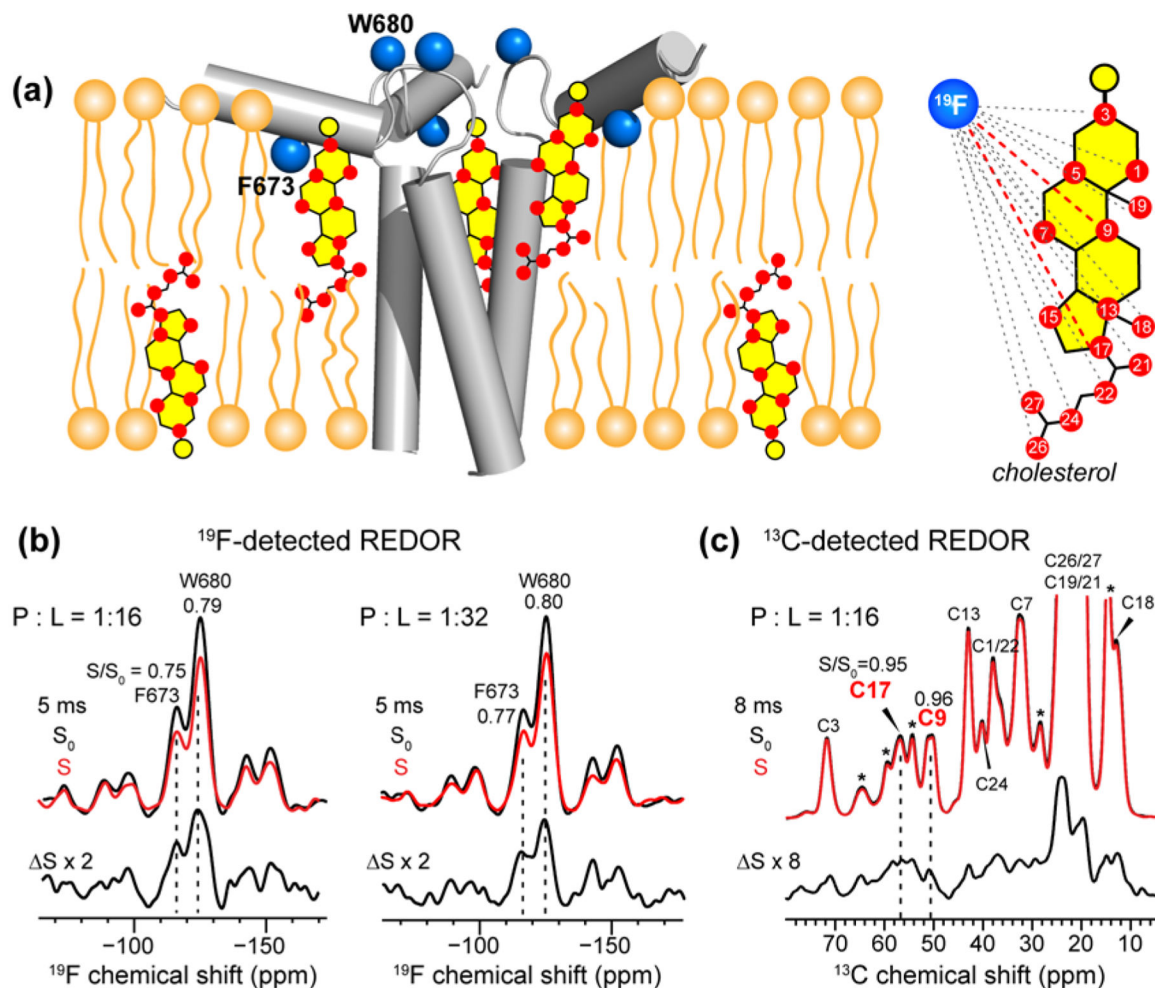 (a)
W680
F673
¹⁹F
3
5
1
19
7
9
15
13
18
17
21
22
27
24
26
cholesterol
(b) ¹⁹F-detected REDOR
P : L = 1:16
W680
0.79
S/S₀ = 0.75
F673
5 ms
S₀
S
ΔS x 2
−100
−150
¹⁹F chemical shift (ppm)
P : L = 1:32
W680
0.80
F673
0.77
5 ms
S₀
S
ΔS x 2
−100
−150
¹⁹F chemical shift (ppm)
(c) ¹³C-detected REDOR
P : L = 1:16
C26/27
C19/21
*
C18
C13
C7
C1/22
S/S₀=0.95
C17
0.96
C9
8 ms
S₀
S
C3
*
*
*
*
C24
ΔS x 8
70 60 50 40 30 20 10
¹³C chemical shift (ppm)